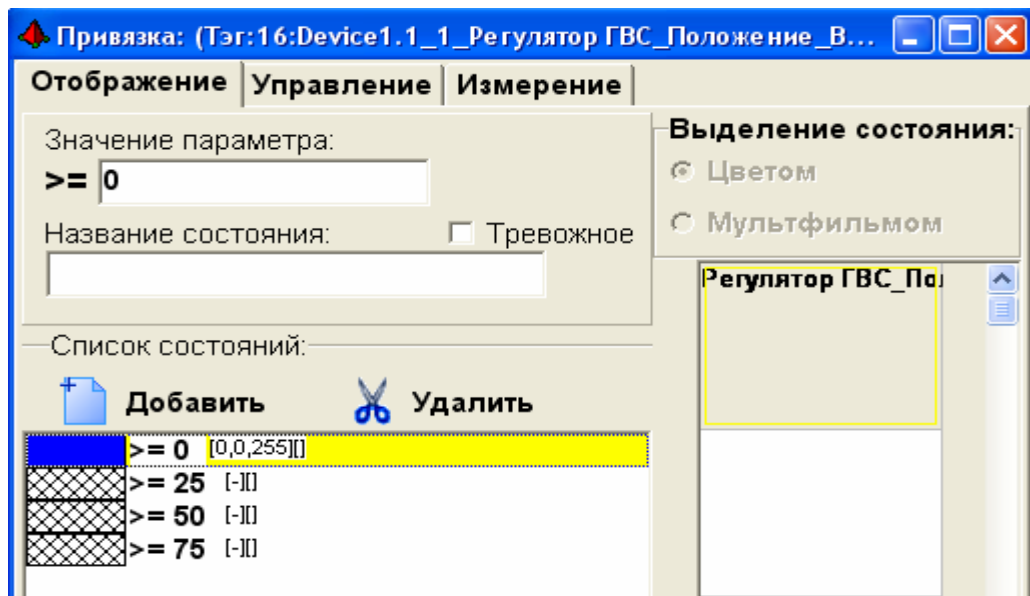 Привязка: (Тэг:16:Device1.1_1_Регулятор ГВС_Положение_В...
Отображение Управление Измерение
Значение параметра:
>= 0
Название состояния: Тревожное
Выделение состояния:
Цветом
Мультфильмом
Регулятор ГВС_Пол
Список состояний:
Добавить Удалить
>= 0 [0,0,255][]
>= 25 [-][]
>= 50 [-][]
>= 75 [-][]